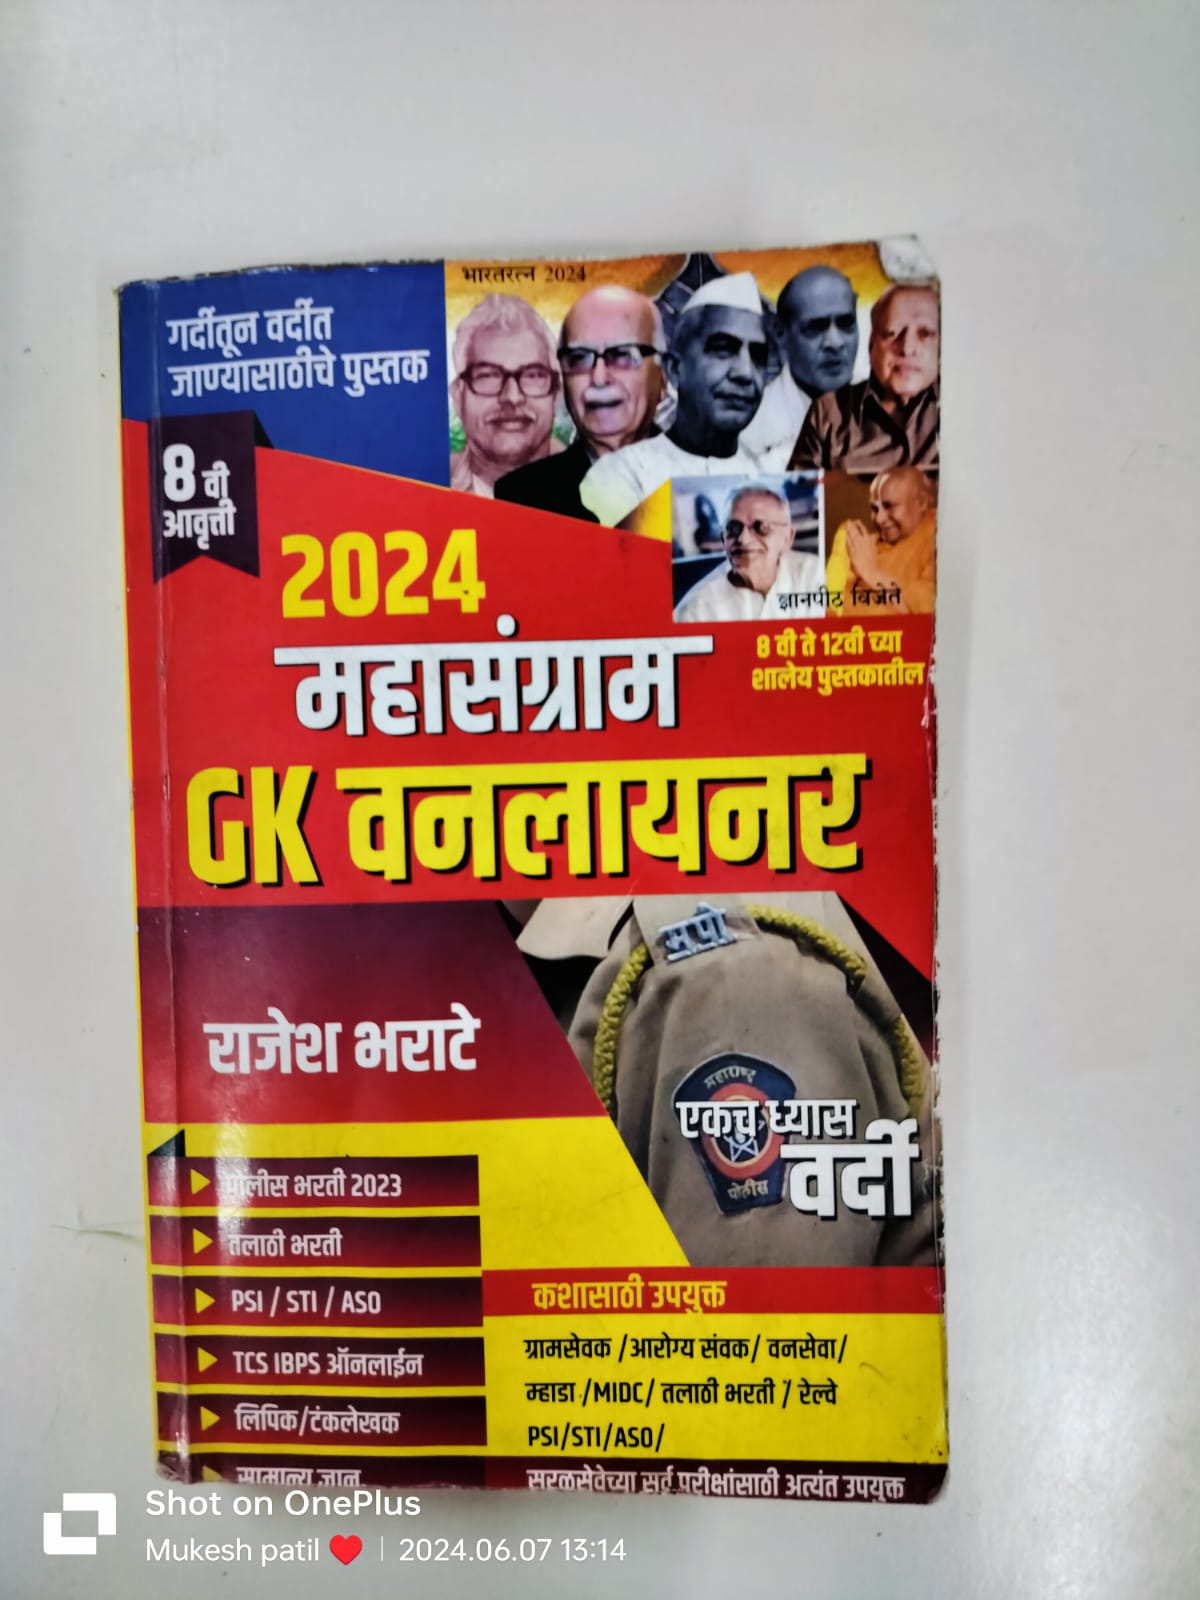 भारतरत्न 2024
गर्दीतून वर्दीत
जाण्यासाठीचे पुस्तक
8 वी
आवृत्ती
ज्ञानपीठ विजेते
2024
8 वी ते 12वी च्या
शालेय पुस्तकातील
महासंग्राम
GK वनलायनर
म पो
राजेश भराटे
महाराष्ट्र
पोलीस
एकच ध्यास
वर्दी
पोलीस भरती 2023
तलाठी भरती
PSI / STI / ASO
TCS IBPS ऑनलाईन
लिपिक/टंकलेखक
सामान्य ज्ञान
कशासाठी उपयुक्त
ग्रामसेवक /आरोग्य संवक/ वनसेवा/
म्हाडा /MIDC/ तलाठी भरती / रेल्वे
PSI/STI/ASO/
सरळसेवेच्या सर्व परीक्षांसाठी अत्यंत उपयुक्त
Shot on OnePlus
Mukesh patil ❤️ | 2024.06.07 13:14